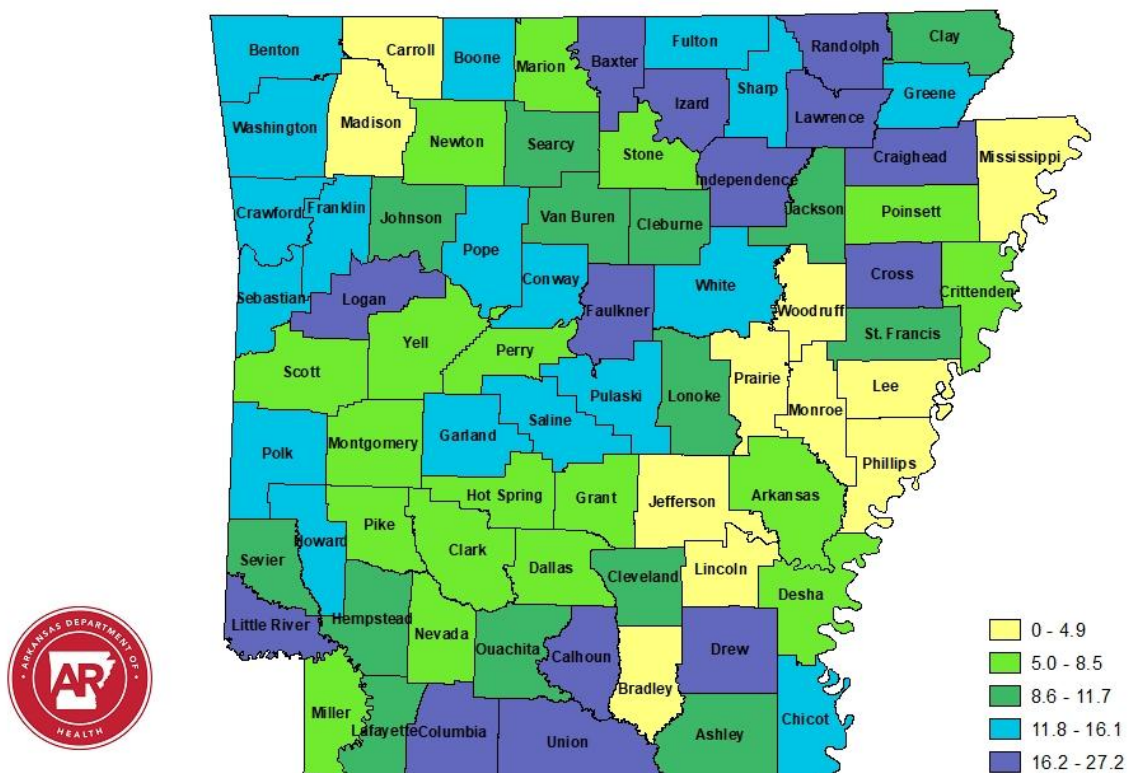 Benton
Carroll
Boone
Marion
Baxter
Fulton
Randolph
Clay
Washington
Madison
Newton
Searcy
Stone
Izard
Sharp
Lawrence
Greene
Craighead
Mississippi
Crawford
Franklin
Johnson
Pope
Van Buren
Cleburne
Independence
Jackson
Poinsett
Sebastian
Logan
Conway
Faulkner
White
Woodruff
Cross
Crittenden
Scott
Yell
Perry
Pulaski
Lonoke
Prairie
St. Francis
Lee
Monroe
Polk
Montgomery
Garland
Saline
Phillips
Hot Spring
Grant
Jefferson
Arkansas
Sevier
Howard
Pike
Clark
Dallas
Cleveland
Lincoln
Desha
Little River
Hempstead
Nevada
Ouachita
Calhoun
Bradley
Drew
Miller
Lafayette
Columbia
Union
Ashley
Chicot
ARKANSAS DEPARTMENT OF
AR
HEALTH
0 - 4.9
5.0 - 8.5
8.6 - 11.7
11.8 - 16.1
16.2 - 27.2